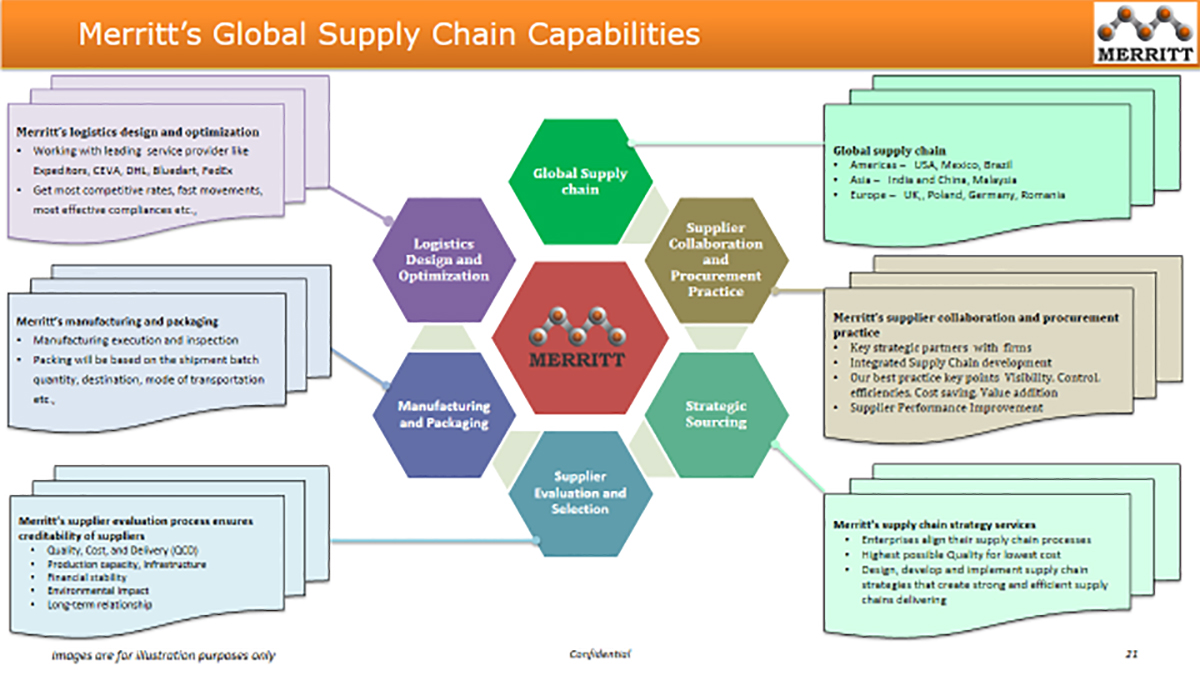 Merritt's Global Supply Chain Capabilities
MERRITT
Merritt's logistics design and optimization
• Working with leading service provider like
Expeditors, CEVA, DHL, Bluedart, FedEx
• Get most competitive rates, fast movements,
most effective compliances etc.,
Merritt's manufacturing and packaging
• Manufacturing execution and inspection
• Packing will be based on the shipment batch
quantity, destination, mode of transportation
etc.,
Merritt's supplier evaluation process ensures
creditability of suppliers
• Quality, Cost, and Delivery (QCD)
• Production capacity, Infrastructure
• Financial stability
• Environmental impact
• Long-term relationship
Global Supply
chain
Logistics
Design and
Optimization
Supplier
Collaboration
and
Procurement
Practice
MERRITT
Manufacturing
and Packaging
Strategic
Sourcing
Supplier
Evaluation and
Selection
Global supply chain
• Americas – USA, Mexico, Brazil
• Asia – India and China, Malaysia
• Europe – UK,, Poland, Germany, Romania
Merritt's supplier collaboration and procurement
practice
• Key strategic partners with firms
• Integrated Supply Chain development
• Our best practice key points Visibility, Control,
efficiencies, Cost saving, Value addition
• Supplier Performance Improvement
Merritt's supply chain strategy services
• Enterprises align their supply chain processes
• Highest possible Quality for lowest cost
• Design, develop and implement supply chain
strategies that create strong and efficient supply
chains delivering
Images are for illustration purposes only
Confidential
21